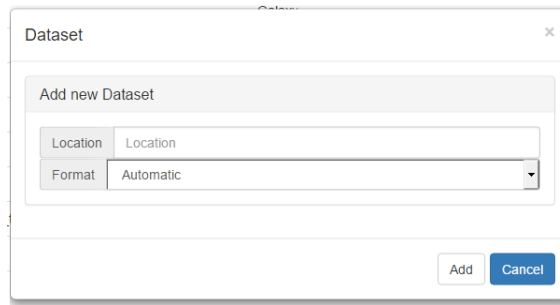 Dataset
×
Add new Dataset
Location Location
Format Automatic
Add Cancel